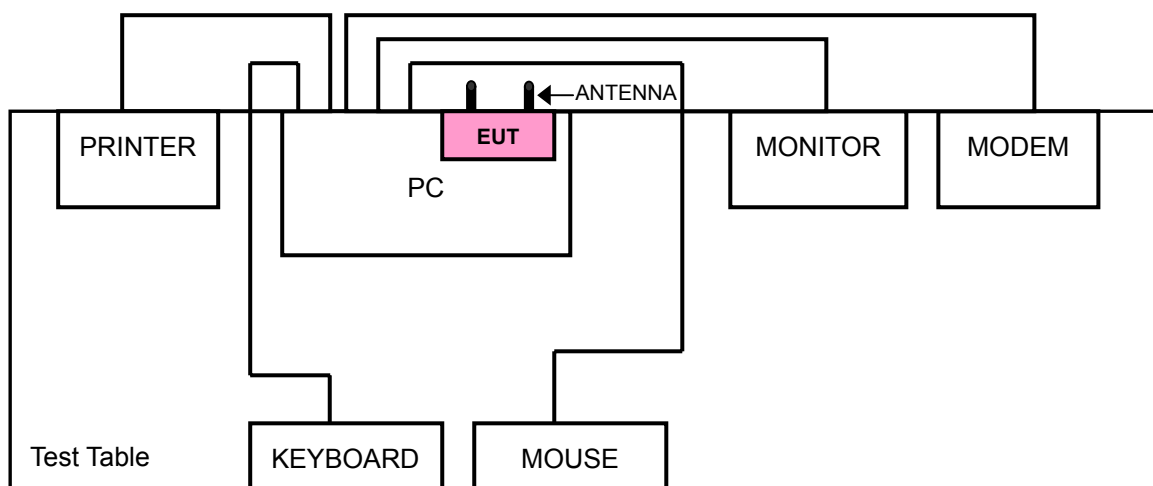 ANTENNA
PRINTER
EUT
MONITOR
MODEM
PC
Test Table
KEYBOARD
MOUSE